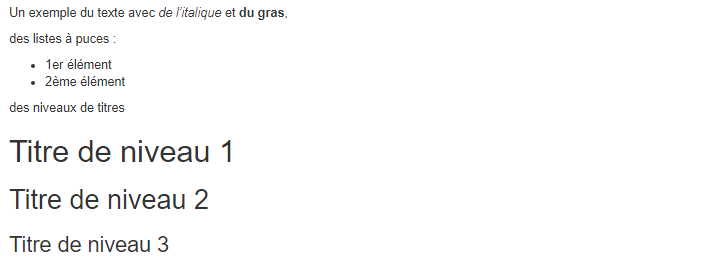 Un exemple du texte avec de l'italique et du gras,
des listes à puces :
• 1er élément
• 2ème élément
des niveaux de titres
Titre de niveau 1
Titre de niveau 2
Titre de niveau 3